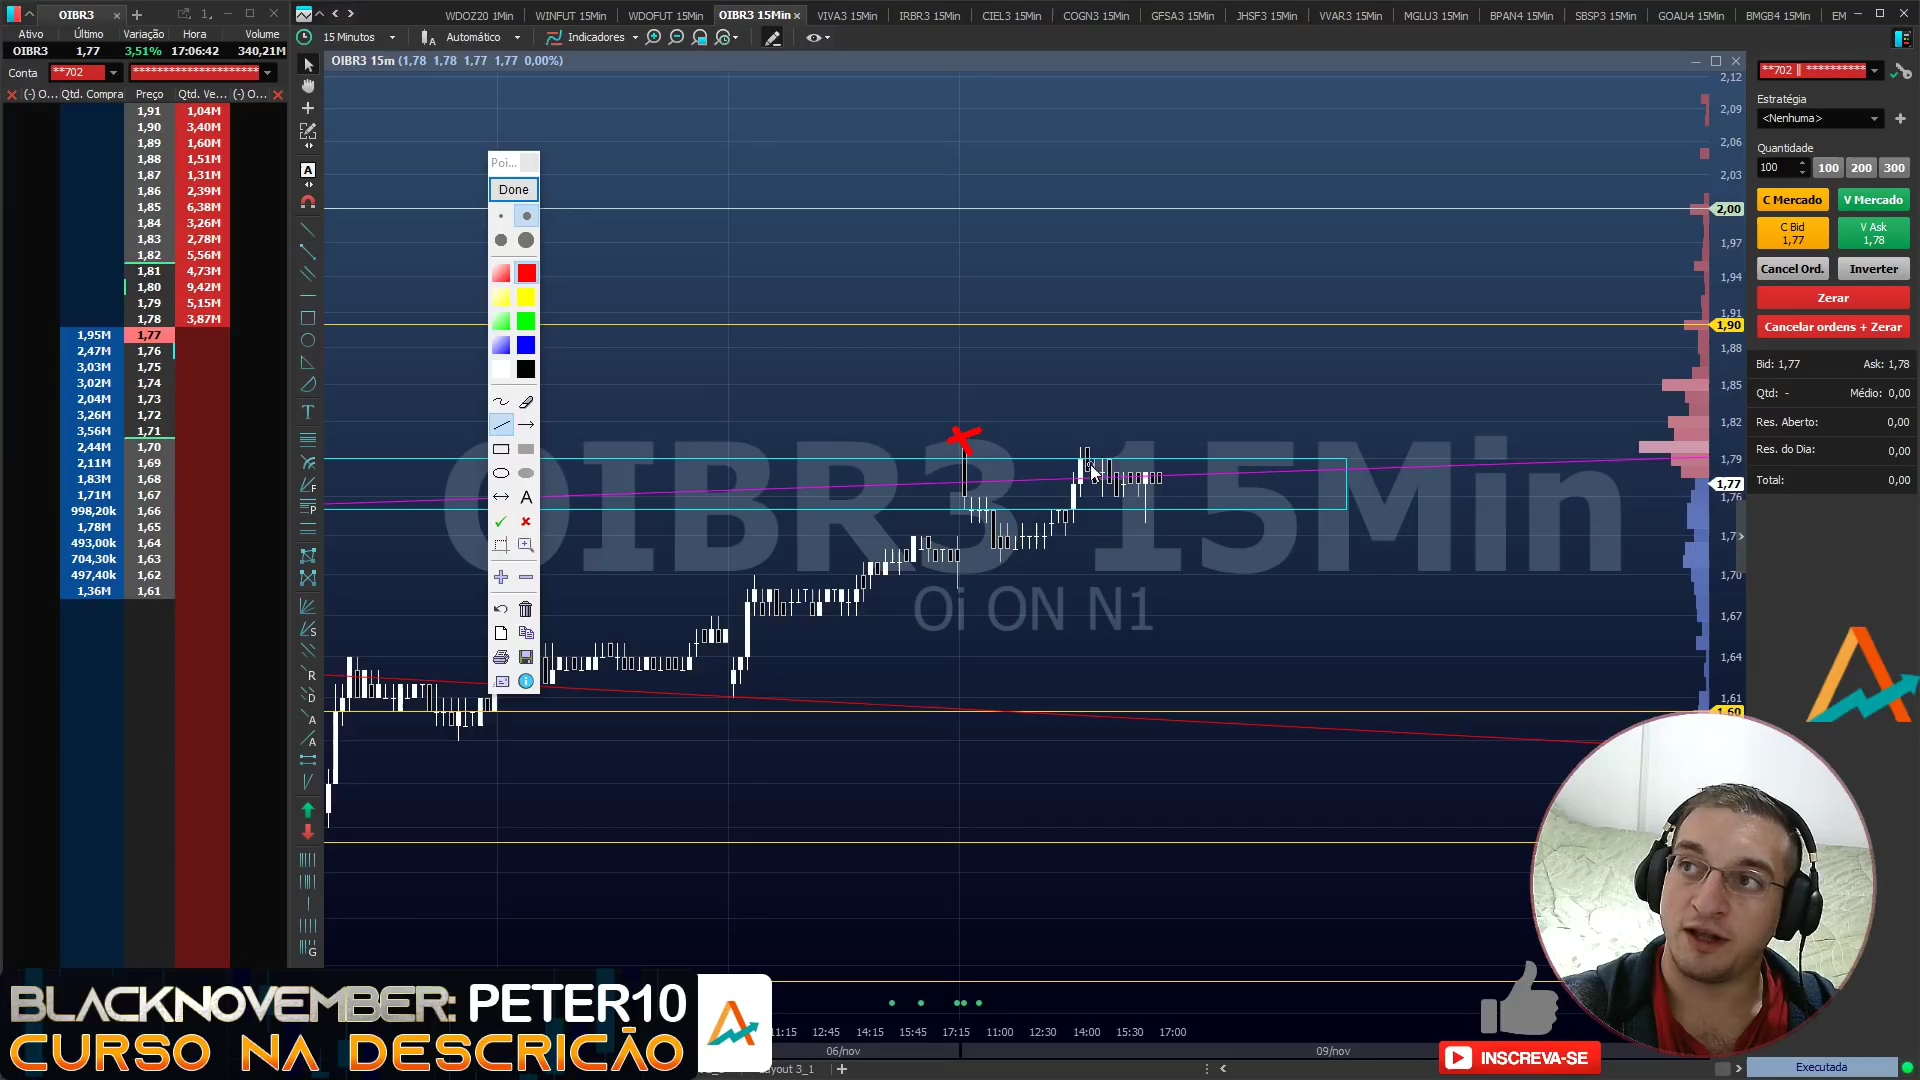 OIBR3
WDOZ20 1Min
WINFUT 15Min
WDOFUT 15Min
OIBR3 15Min
VIVA3 15Min
IRBR3 15Min
CIEL3 15Min
COGN3 15Min
GFSA3 15Min
JHSF3 15Min
VVAR3 15Min
MGLU3 15Min
BPAN4 15Min
SBSP3 15Min
GOAU4 15Min
BMGB4 15Min
EM
Ativo Último Variação Hora Volume
OIBR3 1,77 3,51% 17:06:42 340,21M
Conta **702
(-) O... Qtd. Compra Preço Qtd. Ve... (-) O...
1,91 1,04M
1,90 3,40M
1,89 1,60M
1,88 1,51M
1,87 1,31M
1,86 2,39M
1,85 6,38M
1,84 3,26M
1,83 2,78M
1,82 5,56M
1,81 4,73M
1,80 9,42M
1,79 5,15M
1,78 3,87M
1,95M 1,77
2,47M 1,76
3,03M 1,75
3,02M 1,74
2,04M 1,73
3,26M 1,72
3,56M 1,71
2,44M 1,70
2,11M 1,69
1,83M 1,68
1,71M 1,67
998,20k 1,66
1,78M 1,65
493,00k 1,64
704,30k 1,63
497,40k 1,62
1,36M 1,61
15 Minutos
Automático
Indicadores
OIBR3 15m (1,78 1,78 1,77 1,77 0,00%)
Poi...
Done
OIBR3 15Min
Oi ON N1
2,12
2,09
2,06
2,03
2,00
1,97
1,94
1,91
1,90
1,88
1,85
1,82
1,79
1,77
1,76
1,70
1,67
1,64
1,61
1,60
11:15 12:45 14:15 15:45 17:15 11:00 12:30 14:00 15:30 17:00
06/nov
09/nov
Layout 3_1
**702 || **********
Estratégia
<Nenhuma>
Quantidade
100 100 200 300
C Mercado V Mercado
C Bid
1,77
V Ask
1,78
Cancel Ord. Inverter
Zerar
Cancelar ordens + Zerar
Bid: 1,77 Ask: 1,78
Qtd: - Médio: 0,00
Res. Aberto: 0,00
Res. do Dia: 0,00
Total: 0,00
BLACKNOVEMBER: PETER10
CURSO NA DESCRICÃO
INSCREVA-SE
Executada